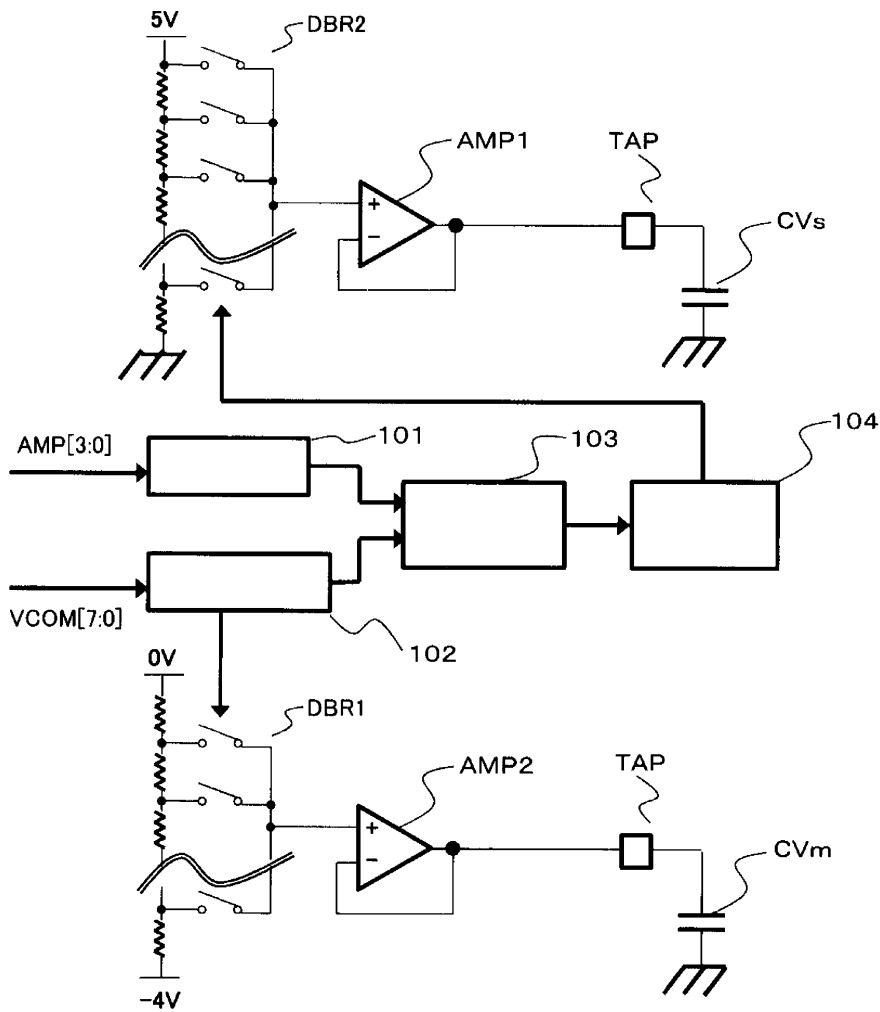 5V
DBR2
AMP1
TAP
CVs
+
−
AMP[3:0]
101
103
104
VCOM[7:0]
102
0V
DBR1
AMP2
TAP
CVm
+
−
−4V